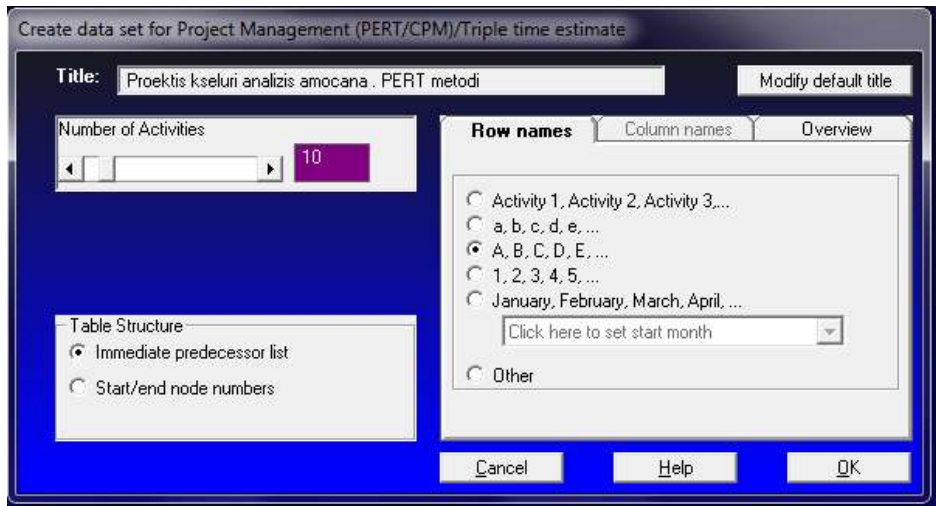 Create data set for Project Management (PERT/CPM)/Triple time estimate
Title: Proektis kseluri analizis amocana . PERT metodi
Modify default title
Number of Activities
10
Row names
Column names
Overview
Activity 1, Activity 2, Activity 3,...
a, b, c, d, e, ...
A, B, C, D, E, ...
1, 2, 3, 4, 5, ...
January, February, March, April, ...
Click here to set start month
Other
Table Structure
Immediate predecessor list
Start/end node numbers
Cancel
Help
OK